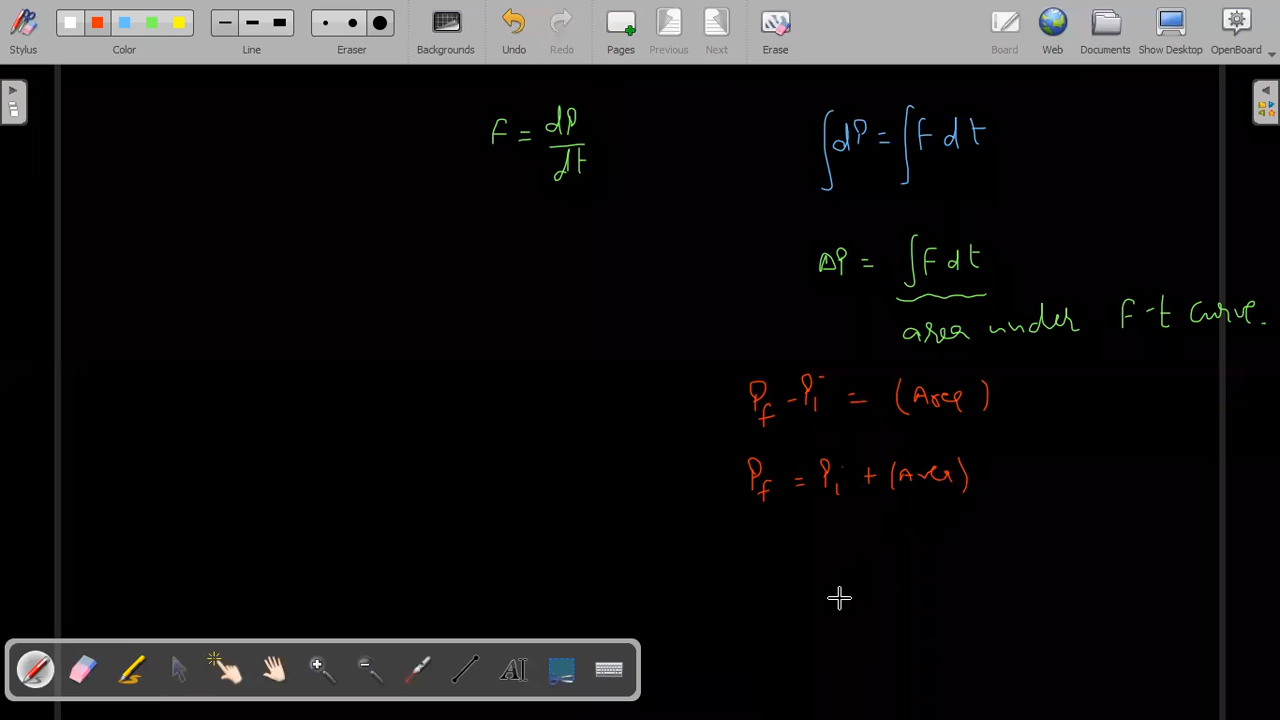 Stylus Color Line Eraser Backgrounds Undo Redo Pages Previous Next Erase Board Web Documents Show Desktop OpenBoard
F = dP/dt
∫dP = ∫F dt
ΔP = ∫F dt
area under F-t curve.
Pf - Pi = (Area)
Pf = Pi + (Area)
AI